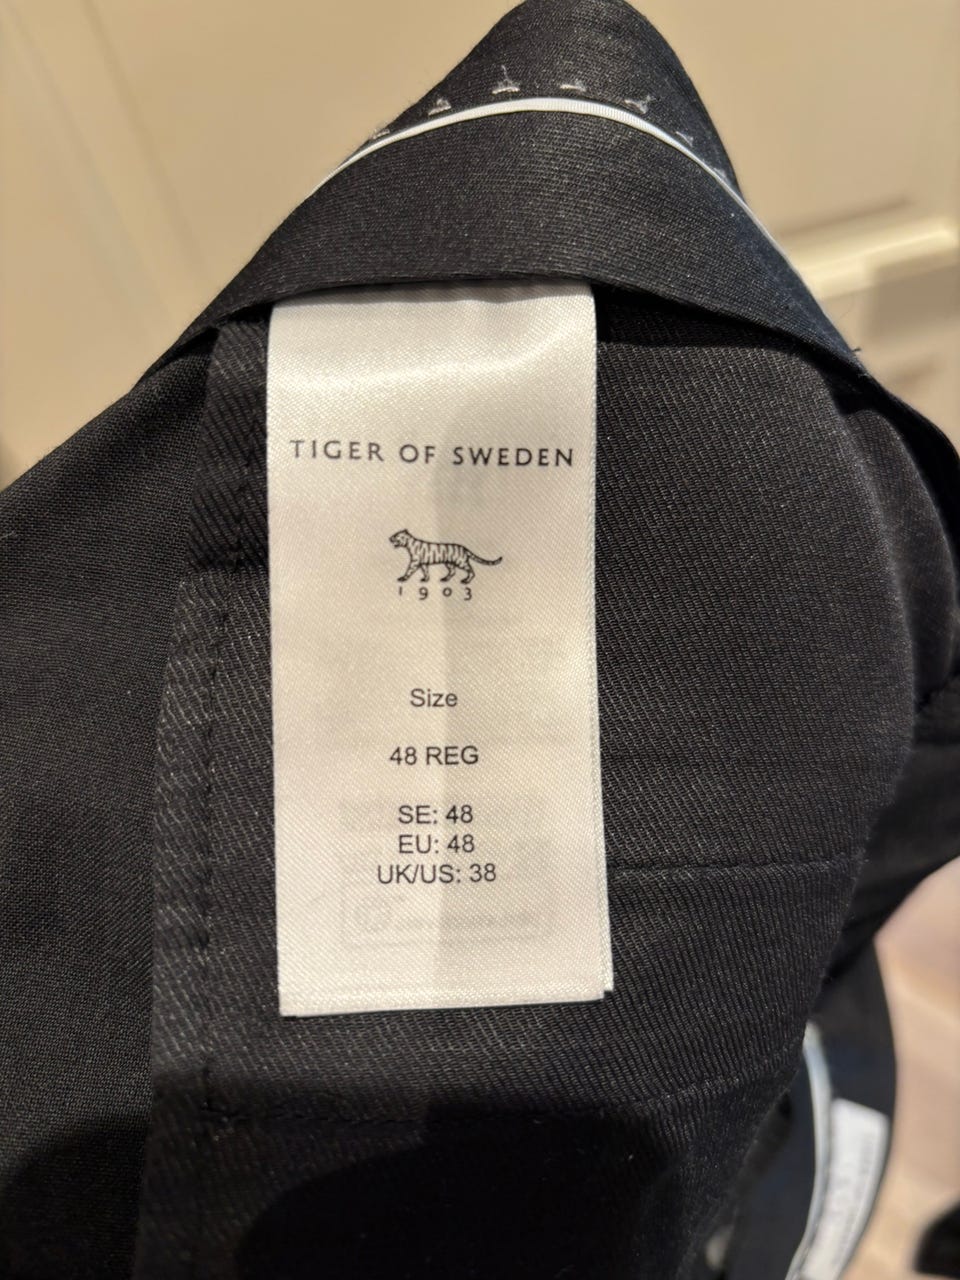 TIGER OF SWEDEN
1903
Size
48 REG
SE: 48
EU: 48
UK/US: 38